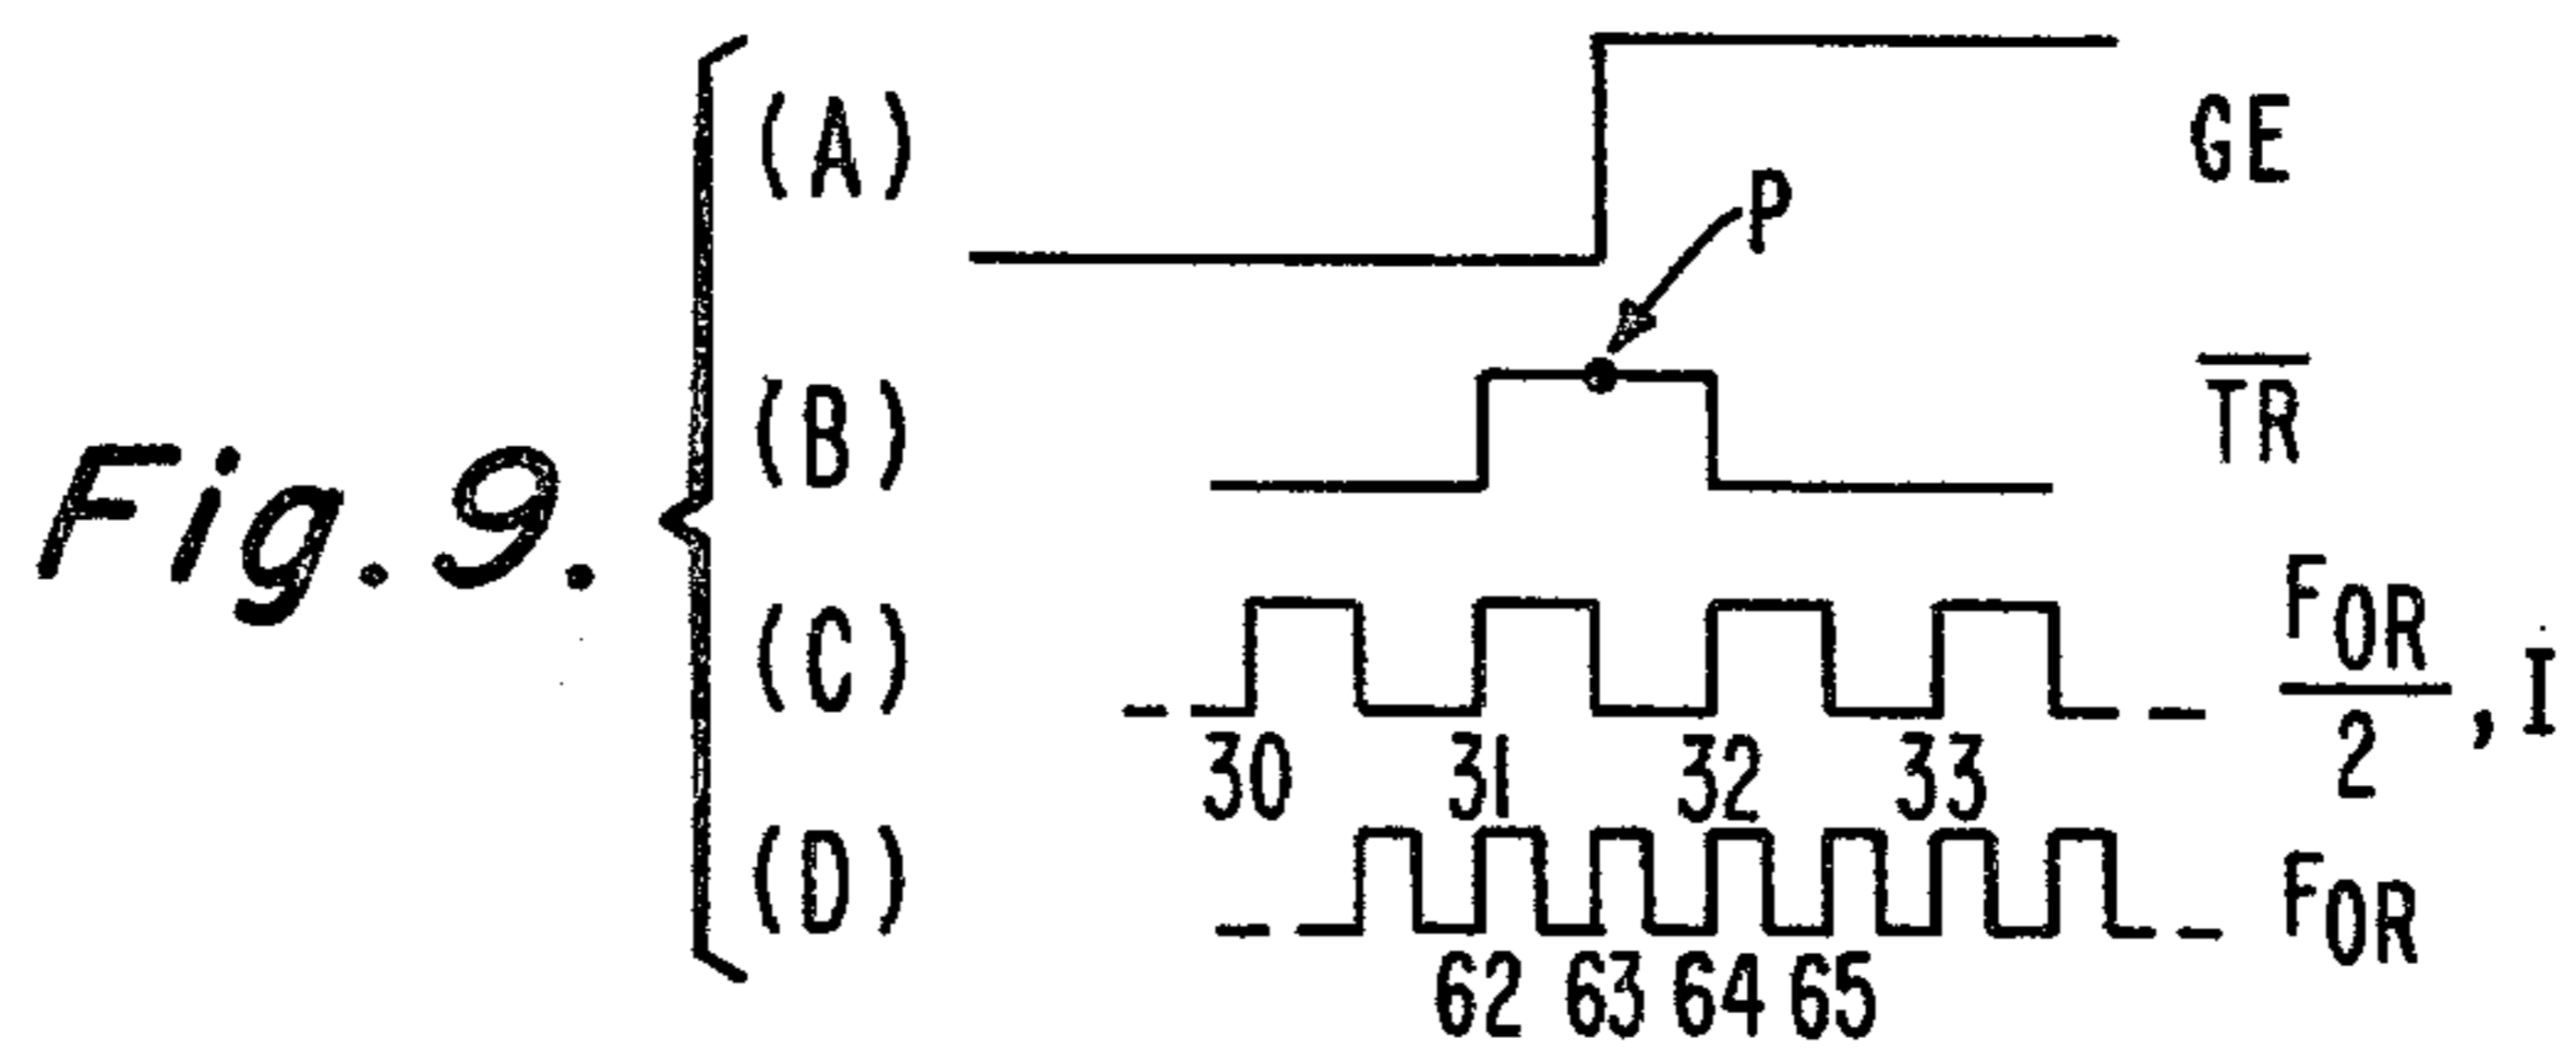 (A) GE
P
(B) TR
Fig. 9.
(C) FOR/2, I
30 31 32 33
(D) FOR
62 63 64 65